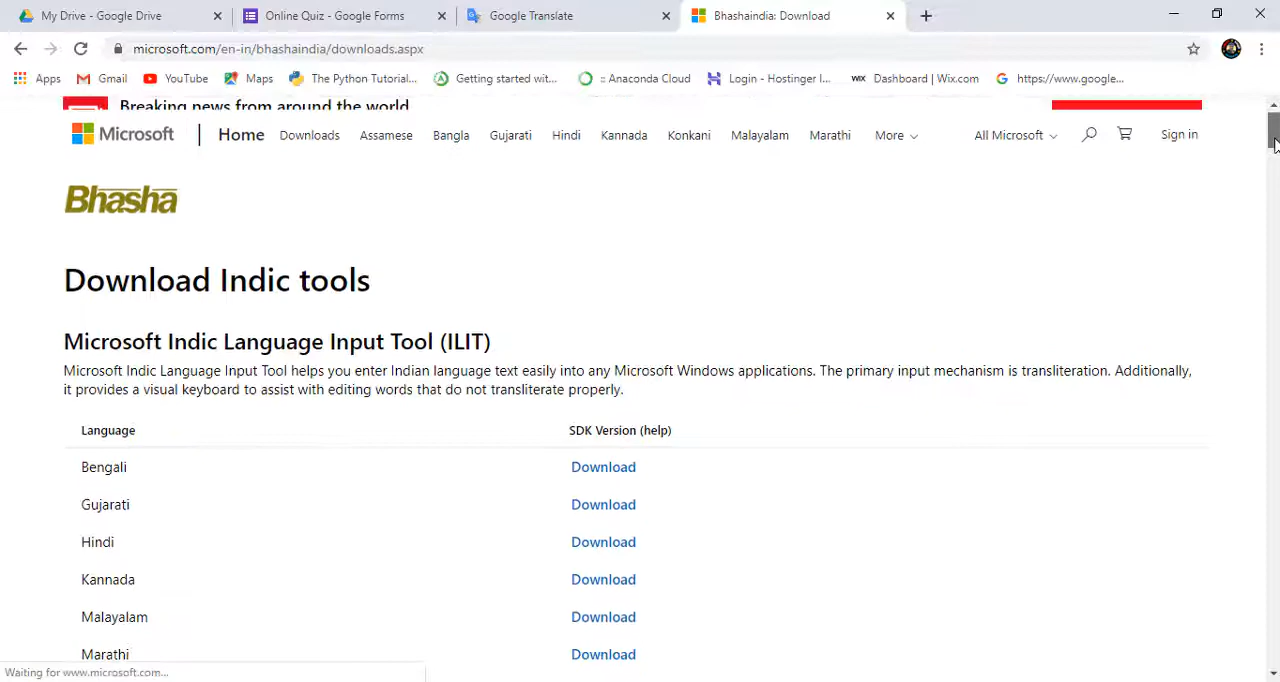 My Drive - Google Drive
Online Quiz - Google Forms
Google Translate
Bhashaindia: Download
microsoft.com/en-in/bhashaindia/downloads.aspx
Apps Gmail YouTube Maps The Python Tutorial... Getting started wit... :: Anaconda Cloud Login - Hostinger I... WIX Dashboard | Wix.com https://www.google...
Breaking news from around the world
Microsoft | Home Downloads Assamese Bangla Gujarati Hindi Kannada Konkani Malayalam Marathi More All Microsoft Sign in
Bhasha
Download Indic tools
Microsoft Indic Language Input Tool (ILIT)
Microsoft Indic Language Input Tool helps you enter Indian language text easily into any Microsoft Windows applications. The primary input mechanism is transliteration. Additionally,
it provides a visual keyboard to assist with editing words that do not transliterate properly.
Language SDK Version (help)
Bengali Download
Gujarati Download
Hindi Download
Kannada Download
Malayalam Download
Marathi Download
Waiting for www.microsoft.com...